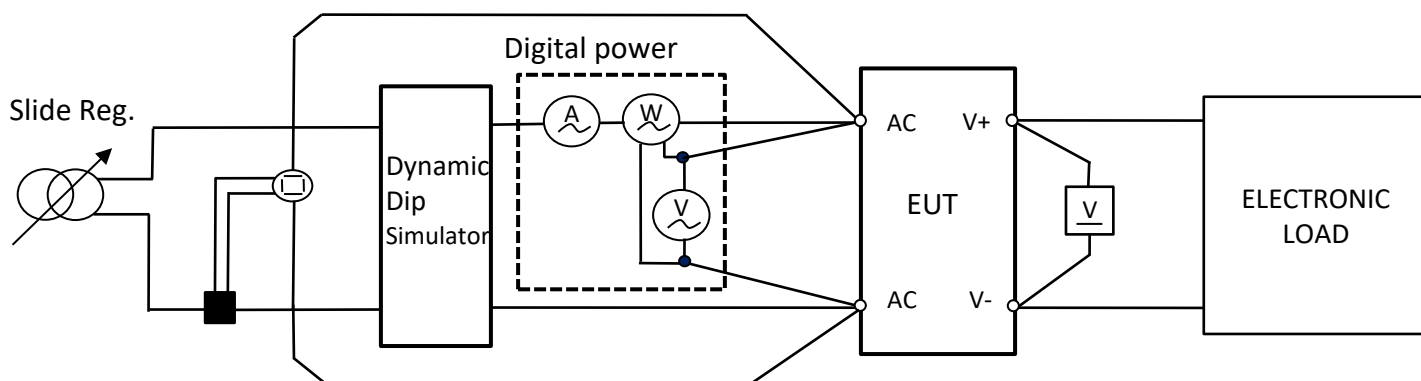 Digital power
Slide Reg.
A
W
AC
V+
Dynamic
Dip
Simulator
V
EUT
V
ELECTRONIC
LOAD
AC
V-